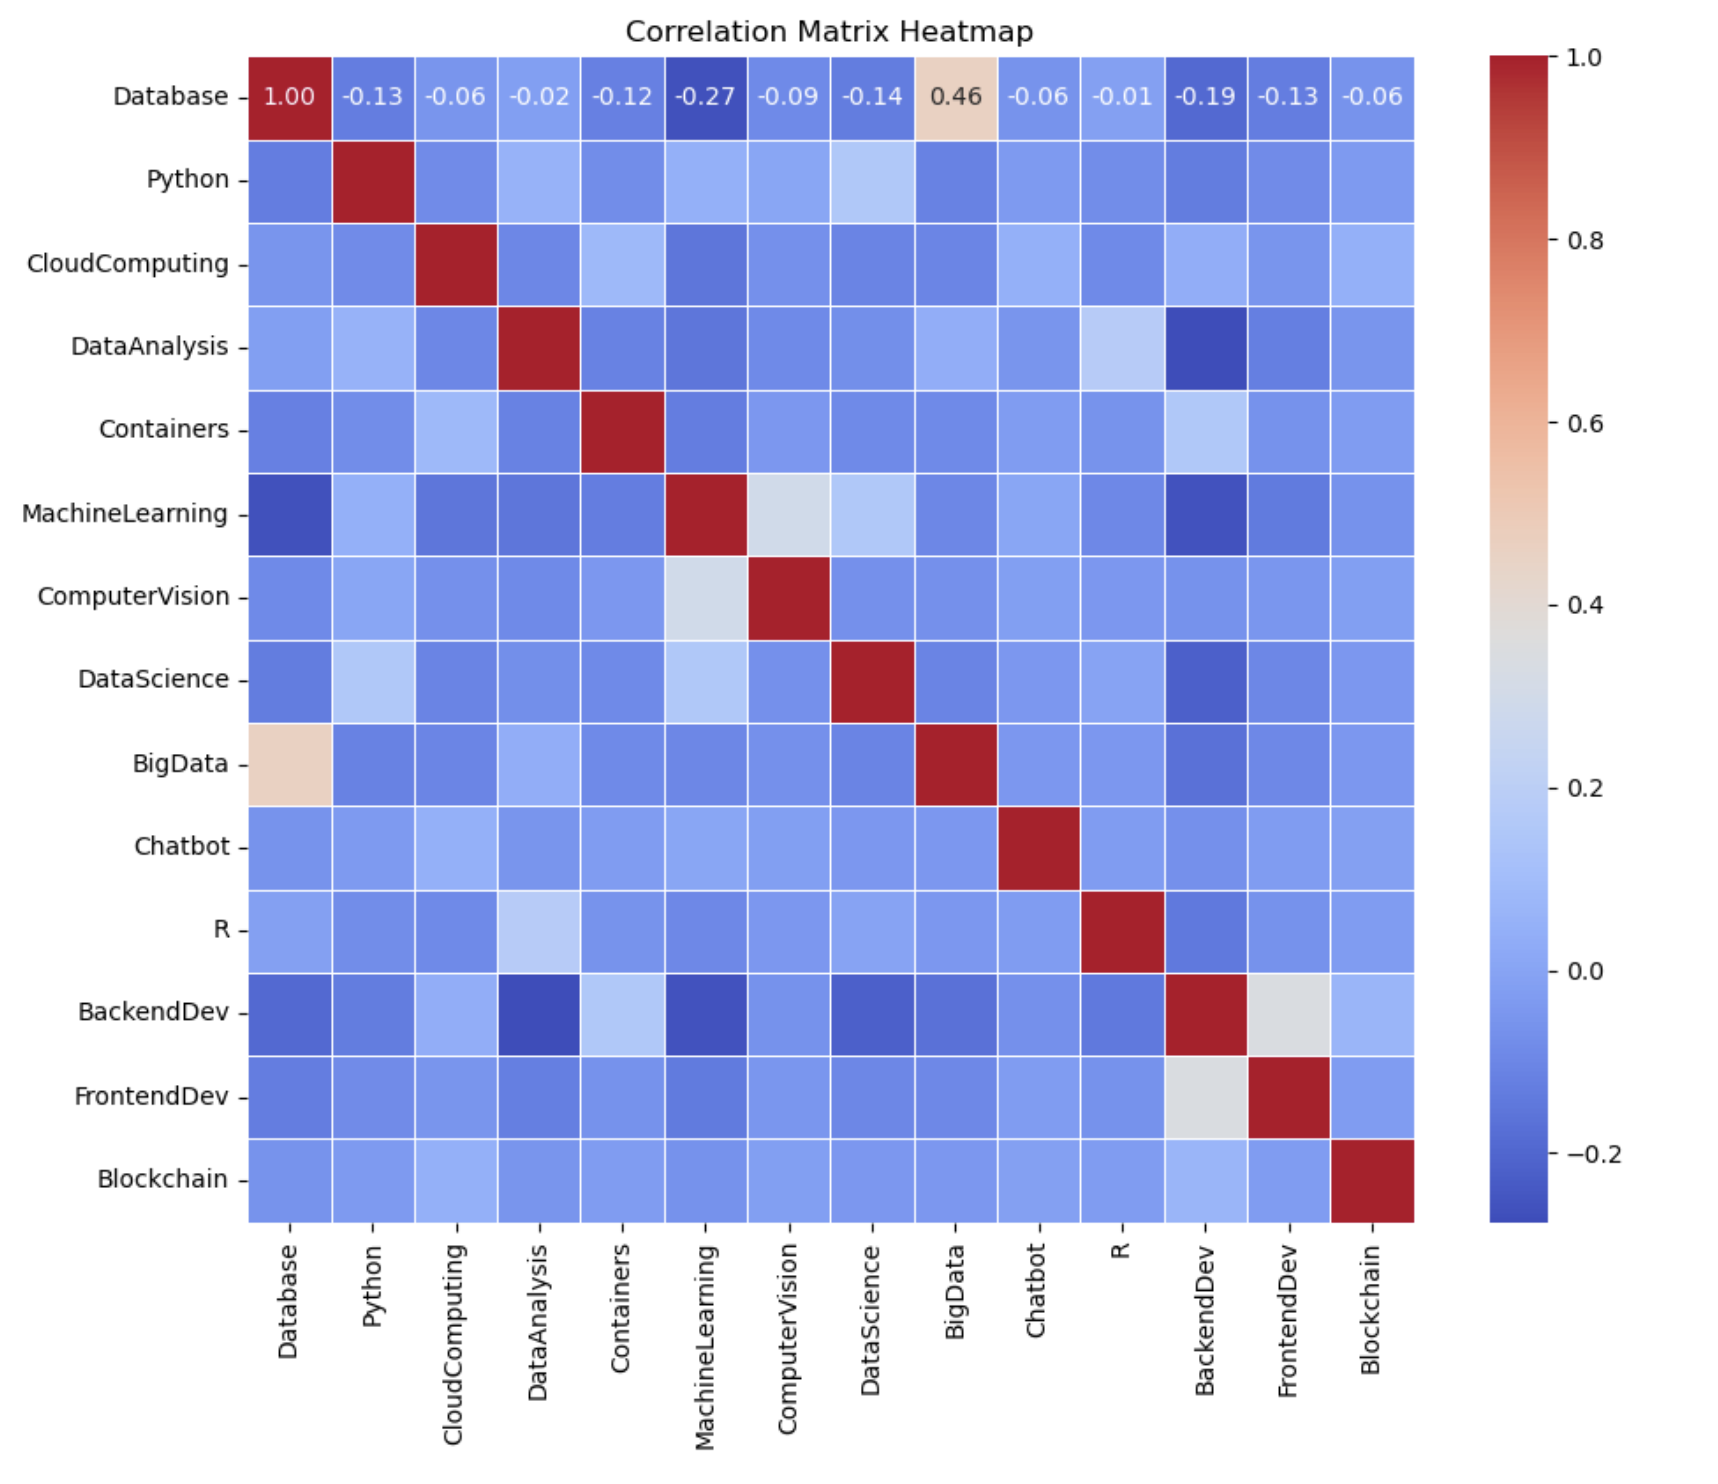 Correlation Matrix Heatmap
Database
1.00 -0.13 -0.06 -0.02 -0.12 -0.27 -0.09 -0.14 0.46 -0.06 -0.01 -0.19 -0.13 -0.06
Python
CloudComputing
DataAnalysis
Containers
MachineLearning
ComputerVision
DataScience
BigData
Chatbot
R
BackendDev
FrontendDev
Blockchain
Database
Python
CloudComputing
DataAnalysis
Containers
MachineLearning
ComputerVision
DataScience
BigData
Chatbot
R
BackendDev
FrontendDev
Blockchain
1.0
0.8
0.6
0.4
0.2
0.0
−0.2